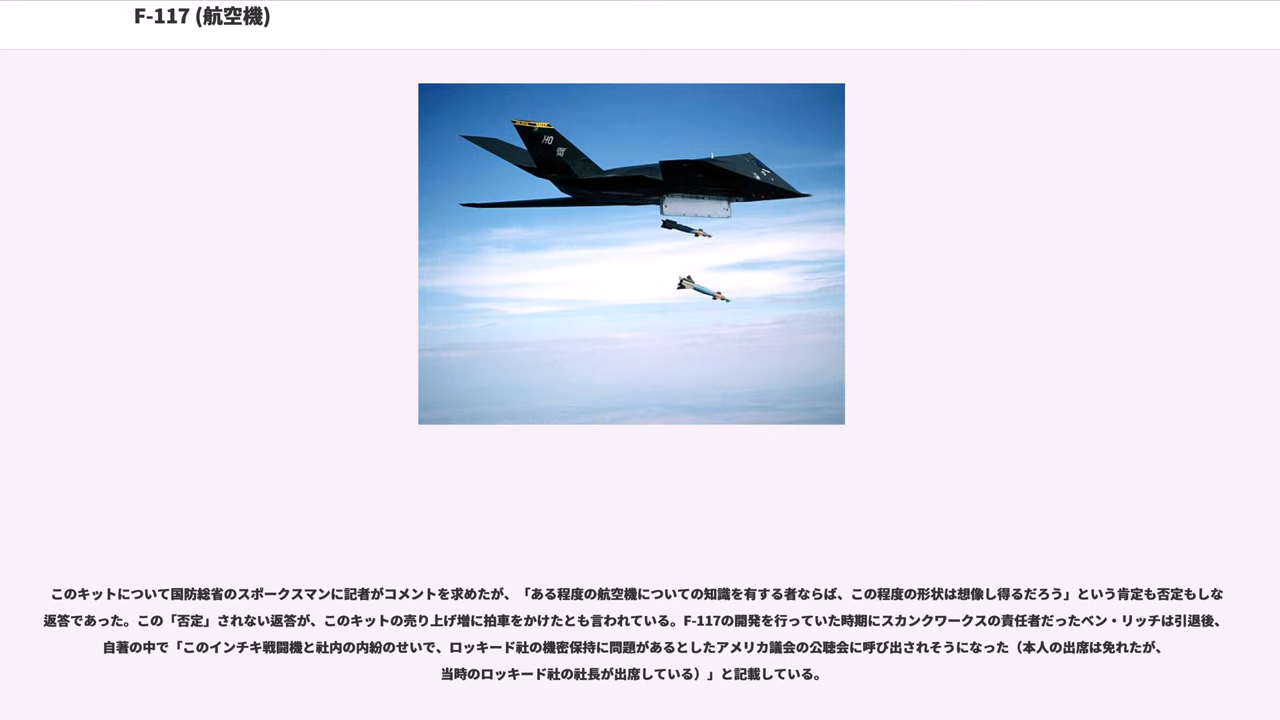 F-117 (航空機)
HO
このキットについて国防総省のスポークスマンに記者がコメントを求めたが、「ある程度の航空機についての知識を有する者ならば、この程度の形状は想像し得るだろう」という肯定も否定もしな
返答であった。この「否定」されない返答が、このキットの売り上げ増に拍車をかけたとも言われている。F-117の開発を行っていた時期にスカンクワークスの責任者だったベン・リッチは引退後、
自著の中で「このインチキ戦闘機と社内の内紛のせいで、ロッキード社の機密保持に問題があるとしたアメリカ議会の公聴会に呼び出されそうになった（本人の出席は免れたが、
当時のロッキード社の社長が出席している）」と記載している。